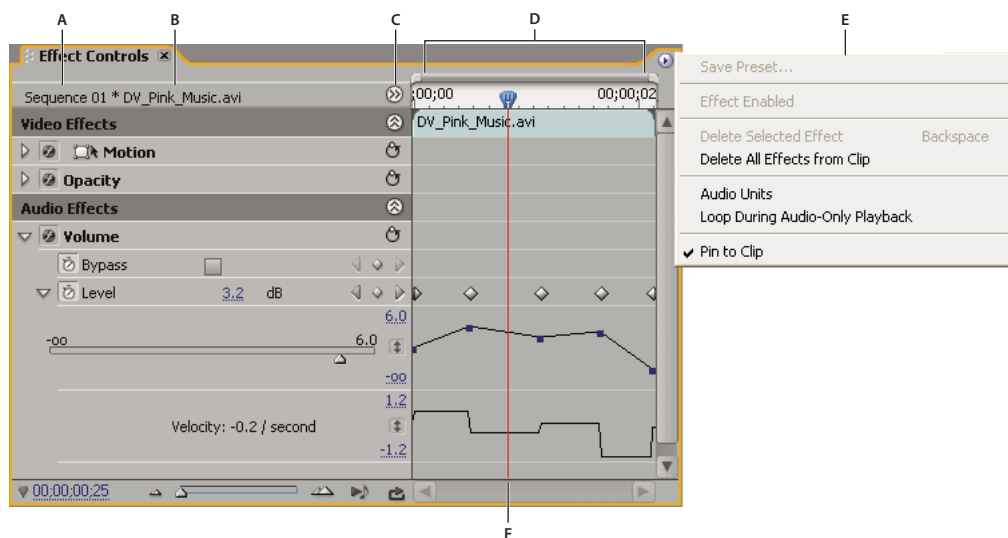 A B C D E
Effect Controls
Save Preset...
Sequence 01 * DV_Pink_Music.avi ;00;00 00;00;02
Effect Enabled
Video Effects DV_Pink_Music.avi
Delete Selected Effect Backspace
Motion
Delete All Effects from Clip
Opacity
Audio Units
Audio Effects
Loop During Audio-Only Playback
Volume
Pin to Clip
Bypass
Level 3.2 dB
6.0
-oo 6.0
-oo
1.2
Velocity: -0.2 / second
-1.2
00;00;00;25
F